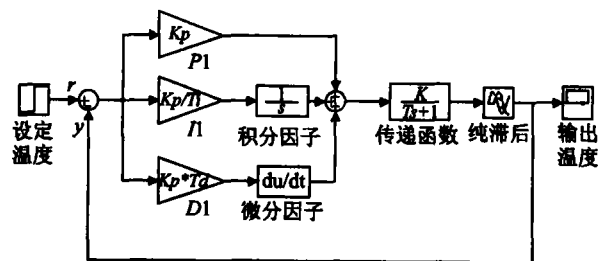 Kp
P1
r
y
设定
温度
Kp/Ti
I1
1
s
积分因子
K
Ts+1
传递函数
纯滞后
输出
温度
Kp*Td
D1
du/dt
微分因子